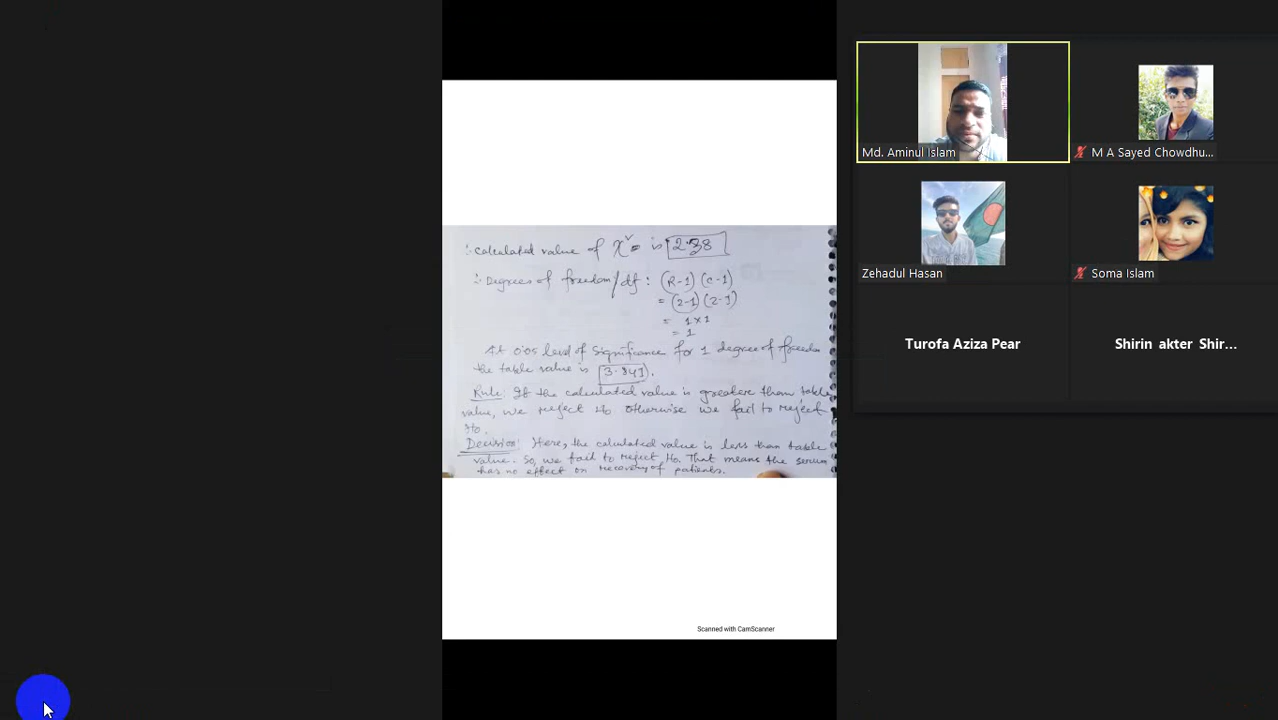 ∴ Calculated value of χ² is 2.38
∴ Degrees of freedom/df : (R-1) (C-1)
= (2-1) (2-1)
= 1×1
= 1
At 0.05 level of Significance for 1 degree of freedom
the table value is 3.841.
Rule: If the calculated value is greatere than table
value, we reject Ho otherwise we fail to reject
Ho.
Decision: Here, the calculated value is less than table
value. So, we fail to reject Ho. That means the serum
has no effect on recovery of patients.
Scanned with CamScanner
Md. Aminul Islam
M A Sayed Chowdhu...
Zehadul Hasan
Soma Islam
Turofa Aziza Pear
Shirin akter Shir...